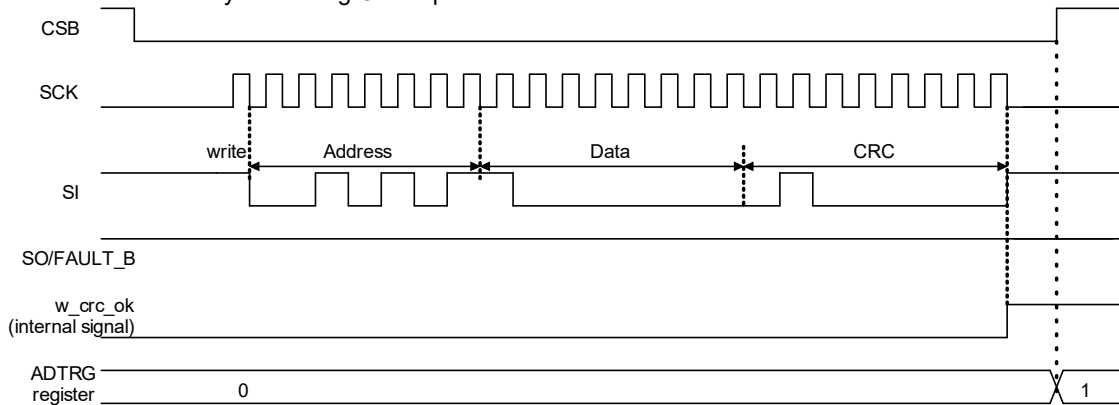 CSB
SCK
write Address Data CRC
SI
SO/FAULT_B
w_crc_ok
(internal signal)
ADTRG
register 0 1